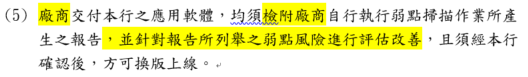 (5) 廠商交付本行之應用軟體，均須檢附廠商自行執行弱點掃描作業所產
生之報告，並針對報告所列舉之弱點風險進行評估改善，且須經本行
確認後，方可換版上線。